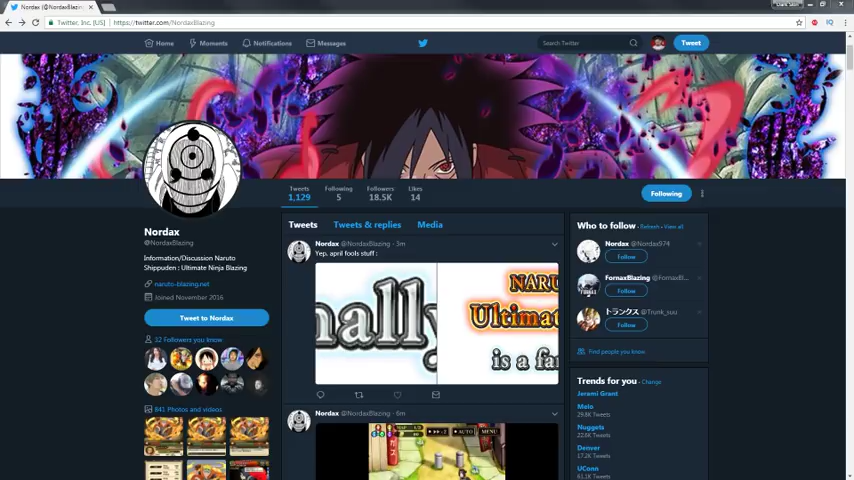 Nordax (@NordaxBlazing
Twitter, Inc. [US]
https://twitter.com/NordaxBlazing
Home
Moments
Notifications
Messages
Search Twitter
Tweet
Tweets
1,129
Following
5
Followers
18.5K
Likes
14
Following
Nordax
@NordaxBlazing
Information/Discussion Naruto
Shippuden : Ultimate Ninja Blazing
naruto-blazing.net
Joined November 2016
Tweet to Nordax
32 Followers you know
841 Photos and videos
Tweets
Tweets & replies
Media
Nordax @NordaxBlazing · 3m
Yep, april fools stuff :
nally
NARU
Ultimat
is a fan
Nordax @NordaxBlazing · 6m
AUTO
MENU
Who to follow · Refresh · View all
Nordax @Nordax974
Follow
FornaxBlazing @FornaxBl...
Follow
トランクス @Trunk_suu
Follow
Find people you know
Trends for you · Change
Jerami Grant
Melo
29.8K Tweets
Nuggets
22.6K Tweets
Denver
17.2K Tweets
UConn
91.1K Tweets